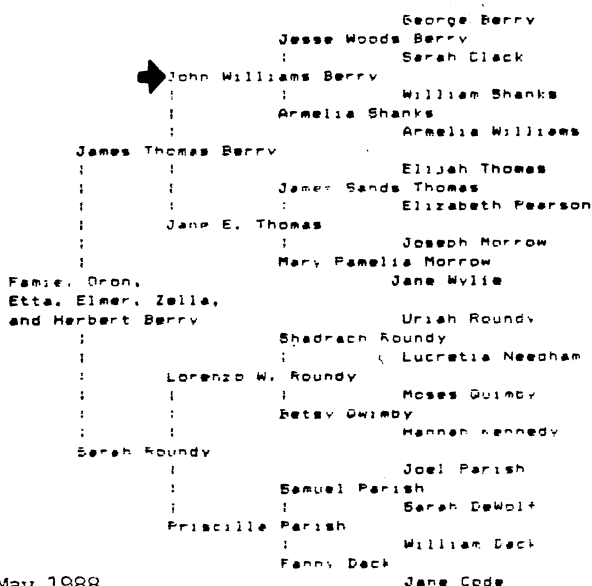 George Berry
Jesse Woods Berry
Sarah Clack
John Williams Berry
William Shanks
Armelia Shanks
Armelia Williams
James Thomas Berry
Elijah Thomas
James Sands Thomas
Elizabeth Pearson
Jane E. Thomas
Joseph Morrow
Mary Pamelia Morrow
Jane Wylie
Famie, Oron,
Etta, Elmer, Zella,
and Herbert Berry
Uriah Roundy
Shadrach Roundy
Lucretia Needham
Lorenzo W. Roundy
Moses Quimby
Betsy Qwimby
Hannah Kennedy
Sarah Roundy
Joel Parish
Samuel Parish
Sarah DeWolf
Priscilla Parish
William Dack
Fanny Dack
May 1988
Jane Code